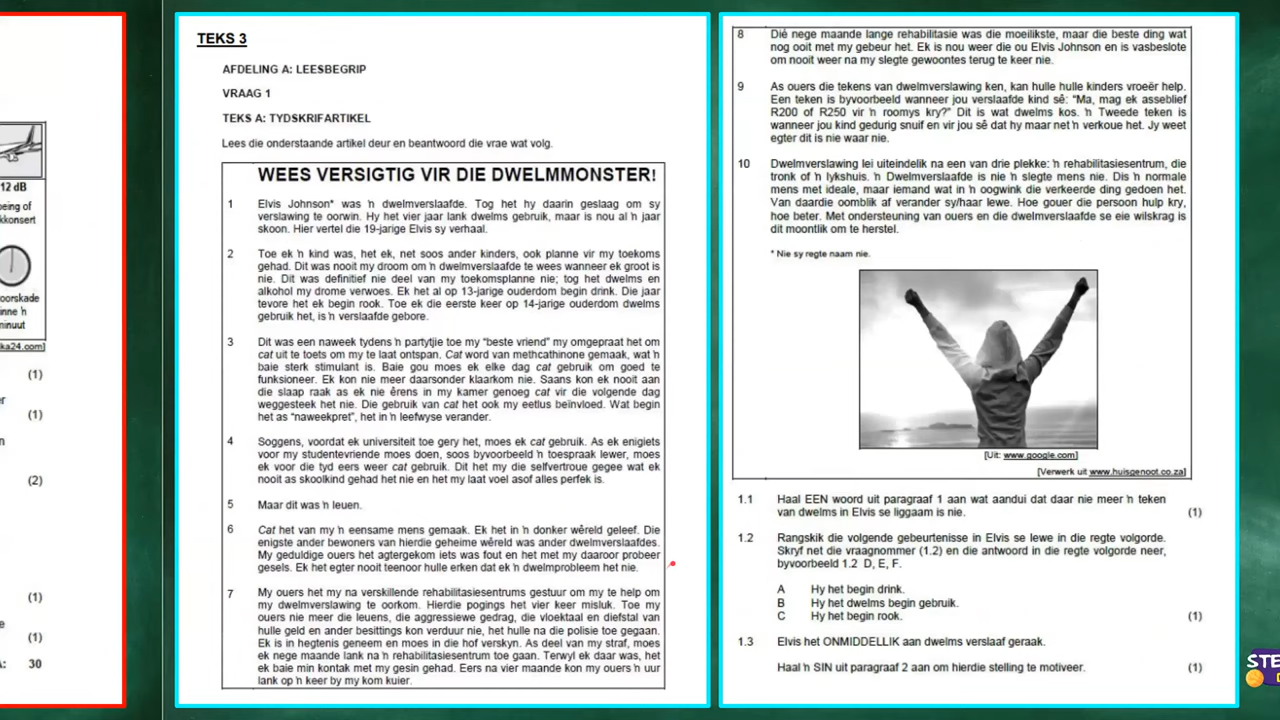 12 dB
being of
kkonsert
oorskade
inne 'n
minuut
ka24.com]
(1)
(1)
(2)
(1)
(1)
A: 30
TEKS 3
AFDELING A: LEESBEGRIP
VRAAG 1
TEKS A: TYDSKRIFARTIKEL
Lees die onderstaande artikel deur en beantwoord die vrae wat volg.
WEES VERSIGTIG VIR DIE DWELMMONSTER!
1 Elvis Johnson* was 'n dwelmverslaafde. Tog het hy daarin geslaag om sy
verslawing te oorwin. Hy het vier jaar lank dwelms gebruik, maar is nou al 'n jaar
skoon. Hier vertel die 19-jarige Elvis sy verhaal.
2 Toe ek 'n kind was, het ek, net soos ander kinders, ook planne vir my toekoms
gehad. Dit was nooit my droom om 'n dwelmverslaafde te wees wanneer ek groot is
nie. Dit was definitief nie deel van my toekomsplanne nie; tog het dwelms en
alkohol my drome verwoes. Ek het al op 13-jarige ouderdom begin drink. Die jaar
tevore het ek begin rook. Toe ek die eerste keer op 14-jarige ouderdom dwelms
gebruik het, is 'n verslaafde gebore.
3 Dit was een naweek tydens 'n partytjie toe my "beste vriend" my omgepraat het om
cat uit te toets om my te laat ontspan. Cat word van methcathinone gemaak, wat 'n
baie sterk stimulant is. Baie gou moes ek elke dag cat gebruik om goed te
funksioneer. Ek kon nie meer daarsonder klaarkom nie. Saans kon ek nooit aan
die slaap raak as ek nie êrens in my kamer genoeg cat vir die volgende dag
weggesteek het nie. Die gebruik van cat het ook my eetlus beïnvloed. Wat begin
het as "naweekpret", het in 'n leefwyse verander.
4 Soggens, voordat ek universiteit toe gery het, moes ek cat gebruik. As ek enigiets
voor my studentevriende moes doen, soos byvoorbeeld 'n toespraak lewer, moes
ek voor die tyd eers weer cat gebruik. Dit het my die selfvertroue gegee wat ek
nooit as skoolkind gehad het nie en het my laat voel asof alles perfek is.
5 Maar dit was 'n leuen.
6 Cat het van my 'n eensame mens gemaak. Ek het in 'n donker wêreld geleef. Die
enigste ander bewoners van hierdie geheime wêreld was ander dwelmverslaafdes.
My geduldige ouers het agtergekom iets was fout en het met my daaroor probeer
gesels. Ek het egter nooit teenoor hulle erken dat ek 'n dwelmprobleem het nie.
7 My ouers het my na verskillende rehabilitasiesentrums gestuur om my te help om
my dwelmverslawing te oorkom. Hierdie pogings het vier keer misluk. Toe my
ouers nie meer die leuens, die aggressiewe gedrag, die vloektaal en diefstal van
hulle geld en ander besittings kon verduur nie, het hulle na die polisie toe gegaan.
Ek is in hegtenis geneem en moes in die hof verskyn. As deel van my straf, moes
ek nege maande lank na 'n rehabilitasiesentrum toe gaan. Terwyl ek daar was, het
ek baie min kontak met my gesin gehad. Eers na vier maande kon my ouers 'n uur
lank op 'n keer by my kom kuier.
8 Dié nege maande lange rehabilitasie was die moeilikste, maar die beste ding wat
nog ooit met my gebeur het. Ek is nou weer die ou Elvis Johnson en is vasbeslote
om nooit weer na my slegte gewoontes terug te keer nie.
9 As ouers die tekens van dwelmverslawing ken, kan hulle hulle kinders vroeër help.
Een teken is byvoorbeeld wanneer jou verslaafde kind sê: "Ma, mag ek asseblief
R200 of R250 vir 'n roomys kry?" Dit is wat dwelms kos. 'n Tweede teken is
wanneer jou kind gedurig snuif en vir jou sê dat hy maar net 'n verkoue het. Jy weet
egter dit is nie waar nie.
10 Dwelmverslawing lei uiteindelik na een van drie plekke: 'n rehabilitasiesentrum, die
tronk of 'n lykshuis. 'n Dwelmverslaafde is nie 'n slegte mens nie. Dis 'n normale
mens met ideale, maar iemand wat in 'n oogwink die verkeerde ding gedoen het.
Van daardie oomblik af verander sy/haar lewe. Hoe gouer die persoon hulp kry,
hoe beter. Met ondersteuning van ouers en die dwelmverslaafde se eie wilskrag is
dit moontlik om te herstel.
* Nie sy regte naam nie.
[Uit: www.google.com]
[Verwerk uit www.huisgenoot.co.za]
1.1 Haal EEN woord uit paragraaf 1 aan wat aandui dat daar nie meer 'n teken
van dwelms in Elvis se liggaam is nie. (1)
1.2 Rangskik die volgende gebeurtenisse in Elvis se lewe in die regte volgorde.
Skryf net die vraagnommer (1.2) en die antwoord in die regte volgorde neer,
byvoorbeeld 1.2 D, E, F.
A Hy het begin drink.
B Hy het dwelms begin gebruik.
C Hy het begin rook. (1)
1.3 Elvis het ONMIDDELLIK aan dwelms verslaaf geraak.
Haal 'n SIN uit paragraaf 2 aan om hierdie stelling te motiveer. (1)
STE